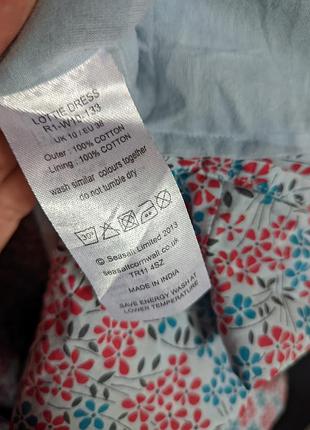 LOTTIE DRESS
R1-W10-133
UK 10 / EU 38
Outer : 100% COTTON
Lining : 100% COTTON
wash similar colours together
do not tumble dry
30°
© Seasalt Limited 2013
seasaltcornwall.co.uk
TR11 4SZ
MADE IN INDIA
SAVE ENERGY WASH AT
LOWER TEMPERATURE